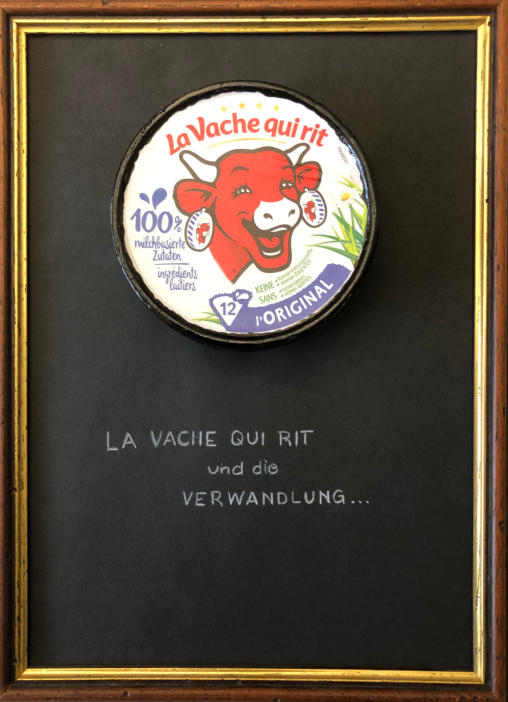 La Vache qui rit
100%
milchbasierte
Zutaten
ingrédients
laitiers
KEINE
SANS
12
l'ORIGINAL
LA VACHE QUI RIT
und die
VERWANDLUNG...